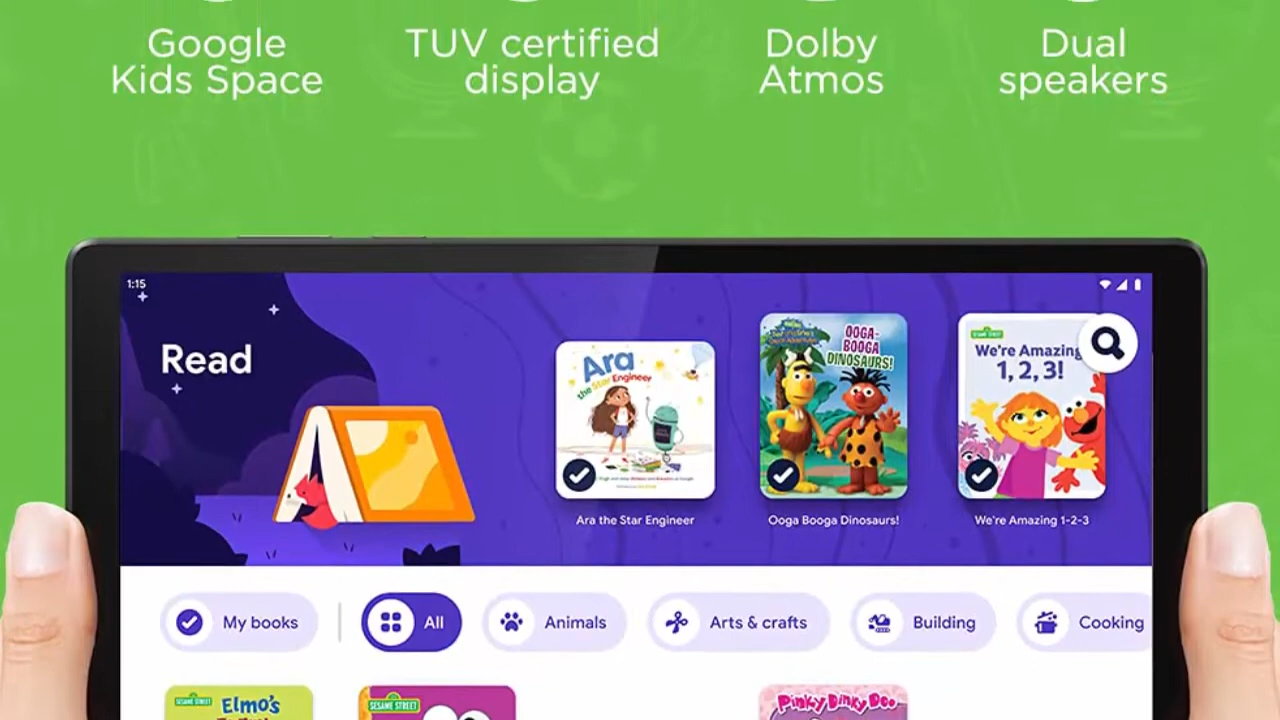 Google
Kids Space
TUV certified
display
Dolby
Atmos
Dual
speakers
1:15
Read
Ara
the Star Engineer
OOGA-
BOOGA
DINOSAURS!
SESAME STREET
We're Amazing
1, 2, 3!
Ara the Star Engineer
Ooga Booga Dinosaurs!
We're Amazing 1-2-3
My books
All
Animals
Arts & crafts
Building
Cooking
SESAME STREET
Elmo's
SESAME STREET
Pinky Dinky Doo